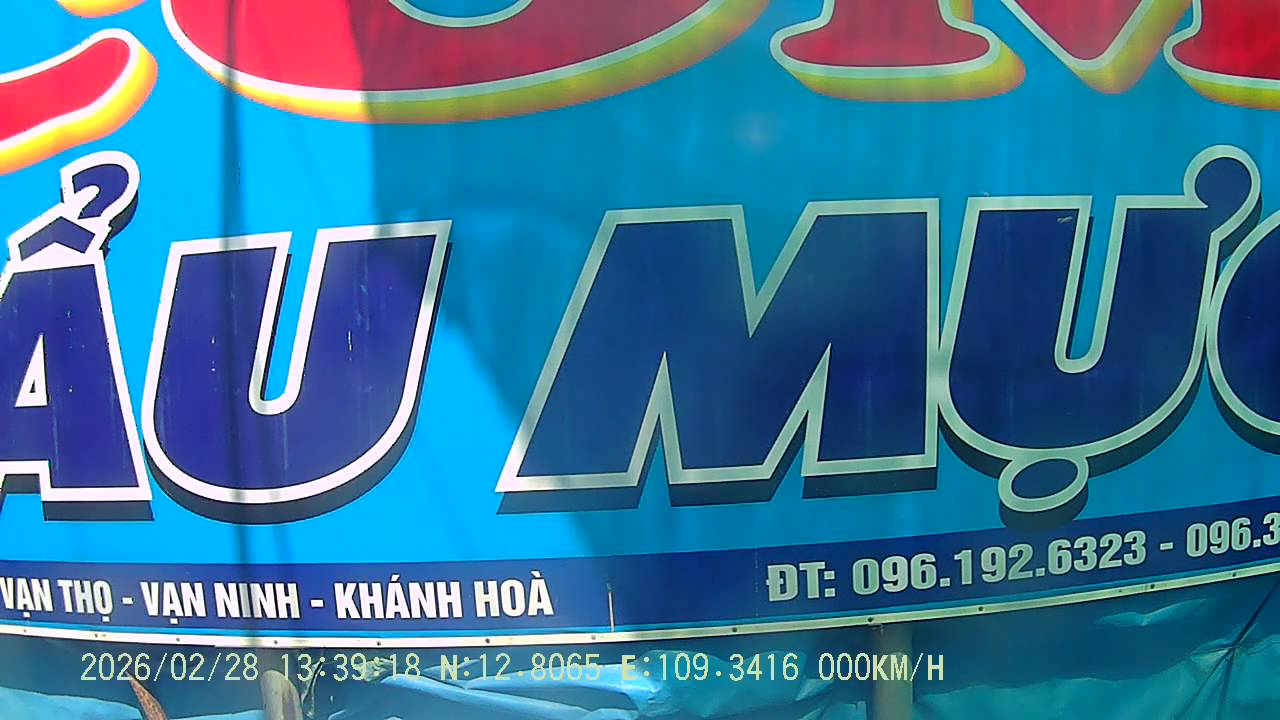 ẨU MỰC
VẠN THỌ - VẠN NINH - KHÁNH HOÀ
ĐT: 096.192.6323 - 096.3
2026/02/28 13:39:18 N:12.8065 E:109.3416 000KM/H